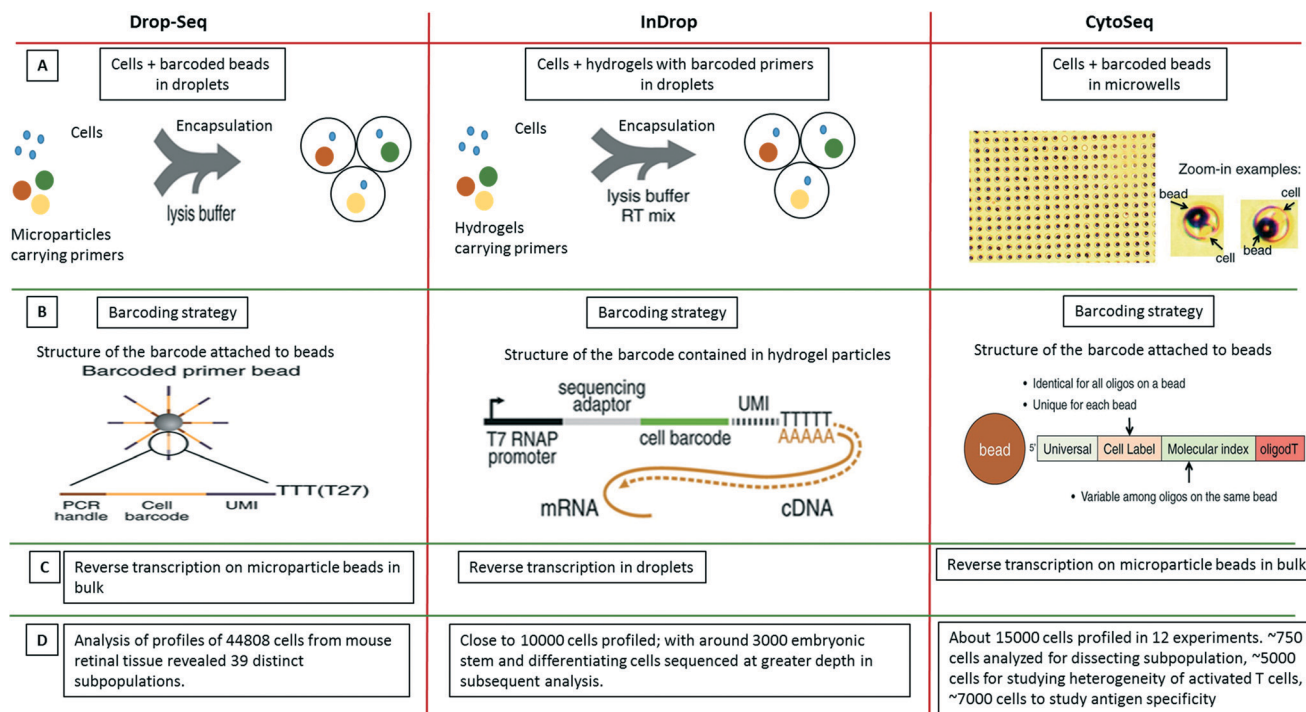 Drop-Seq
InDrop
CytoSeq
A
Cells + barcoded beads
in droplets
Cells
Encapsulation
lysis buffer
Microparticles
carrying primers
Cells + hydrogels with barcoded primers
in droplets
Cells
Encapsulation
lysis buffer
RT mix
Hydrogels
carrying primers
Cells + barcoded beads
in microwells
Zoom-in examples:
bead
cell
cell
bead
B
Barcoding strategy
Structure of the barcode attached to beads
Barcoded primer bead
TTT(T27)
PCR
handle
Cell
barcode
UMI
Barcoding strategy
Structure of the barcode contained in hydrogel particles
sequencing
adaptor
UMI
TTTTT
AAAAA
T7 RNAP
promoter
cell barcode
mRNA
cDNA
Barcoding strategy
Structure of the barcode attached to beads
• Identical for all oligos on a bead
• Unique for each bead
bead
5'
Universal
Cell Label
Molecular index
oligodT
• Variable among oligos on the same bead
C
Reverse transcription on microparticle beads in
bulk
Reverse transcription in droplets
Reverse transcription on microparticle beads in bulk
D
Analysis of profiles of 44808 cells from mouse
retinal tissue revealed 39 distinct
subpopulations.
Close to 10000 cells profiled; with around 3000 embryonic
stem and differentiating cells sequenced at greater depth in
subsequent analysis.
About 15000 cells profiled in 12 experiments. ~750
cells analyzed for dissecting subpopulation, ~5000
cells for studying heterogeneity of activated T cells,
~7000 cells to study antigen specificity